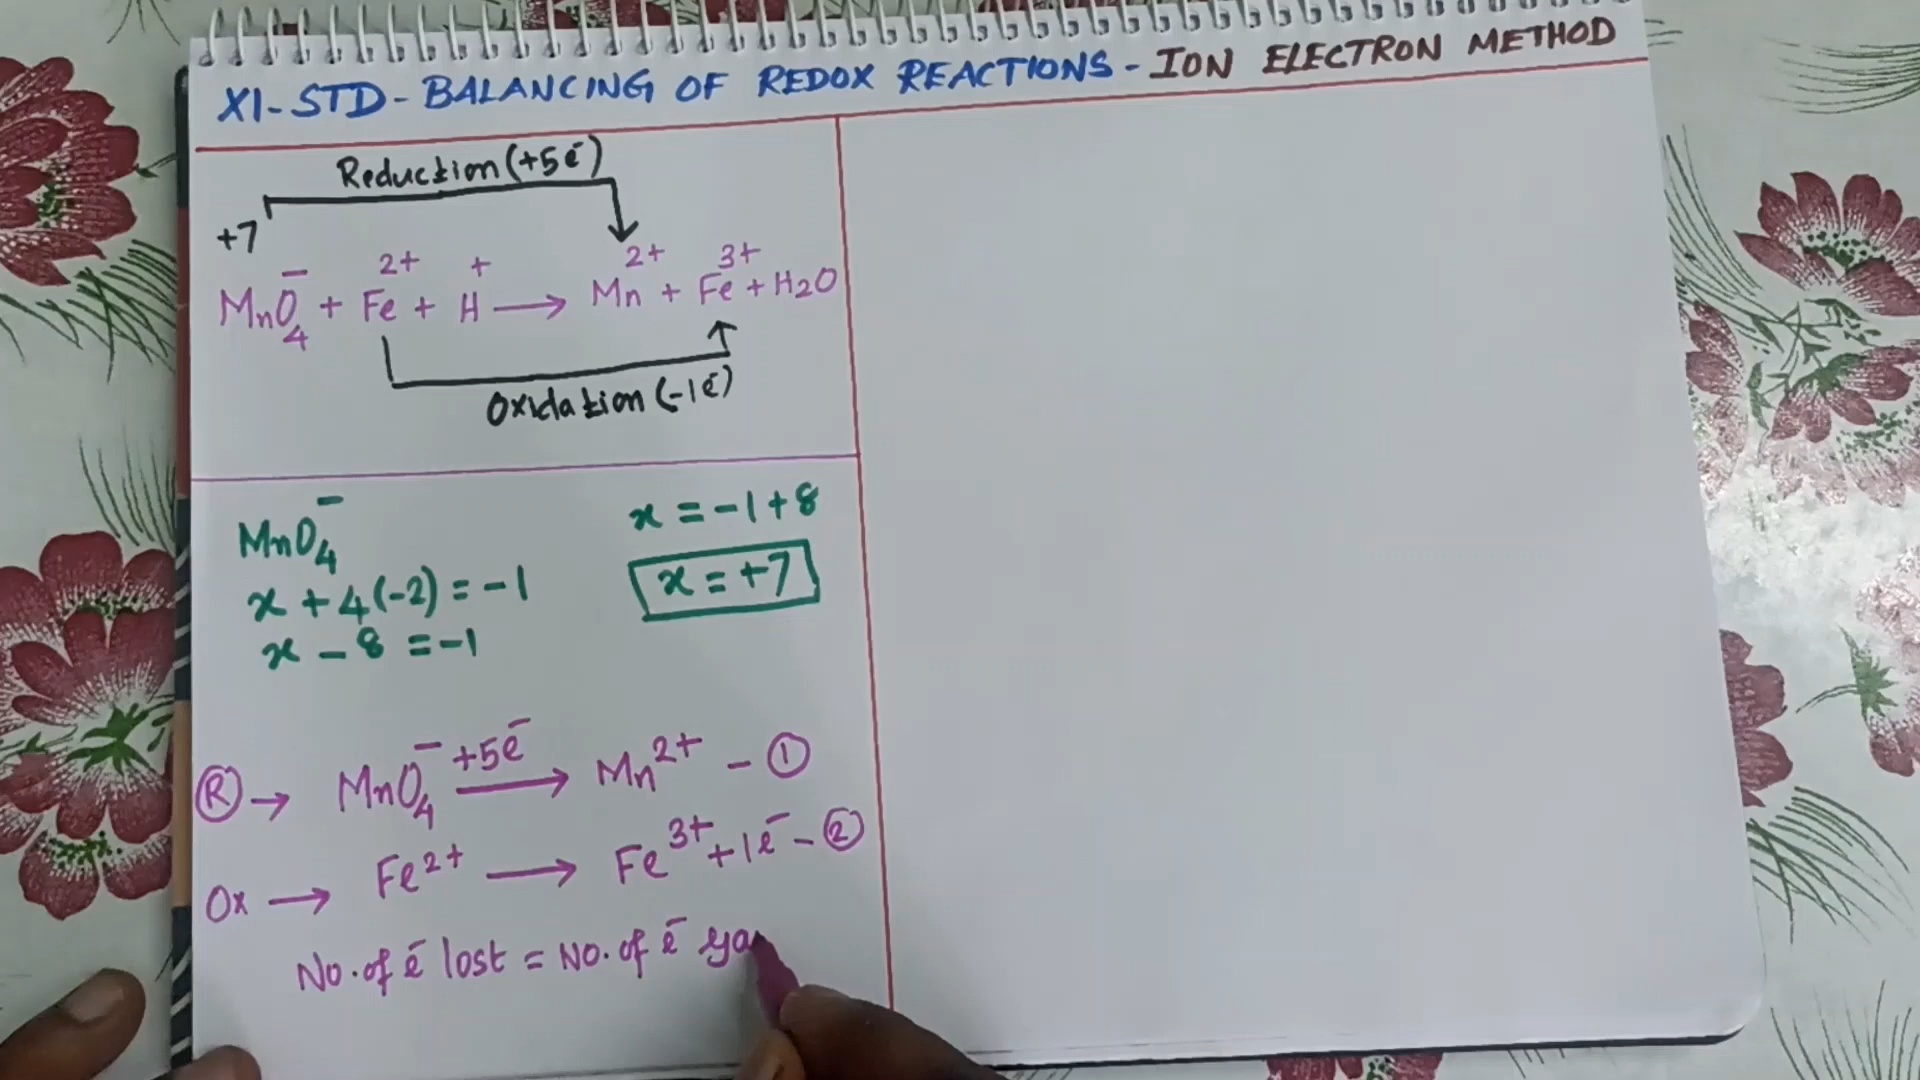 XI-STD-BALANCING OF REDOX REACTIONS-ION ELECTRON METHOD
Reduction(+5e⁻)
+7
MnO₄⁻ + Fe²⁺ + H⁺ → Mn²⁺ + Fe³⁺ + H₂O
Oxidation(-1e⁻)
MnO₄⁻
x + 4(-2) = -1
x - 8 = -1
x = -1+8
x = +7
Ⓡ → MnO₄⁻ +5e⁻ → Mn²⁺ - ①
Ox → Fe²⁺ → Fe³⁺ + 1e⁻ - ②
No. of e⁻ lost = No. of e⁻ ga